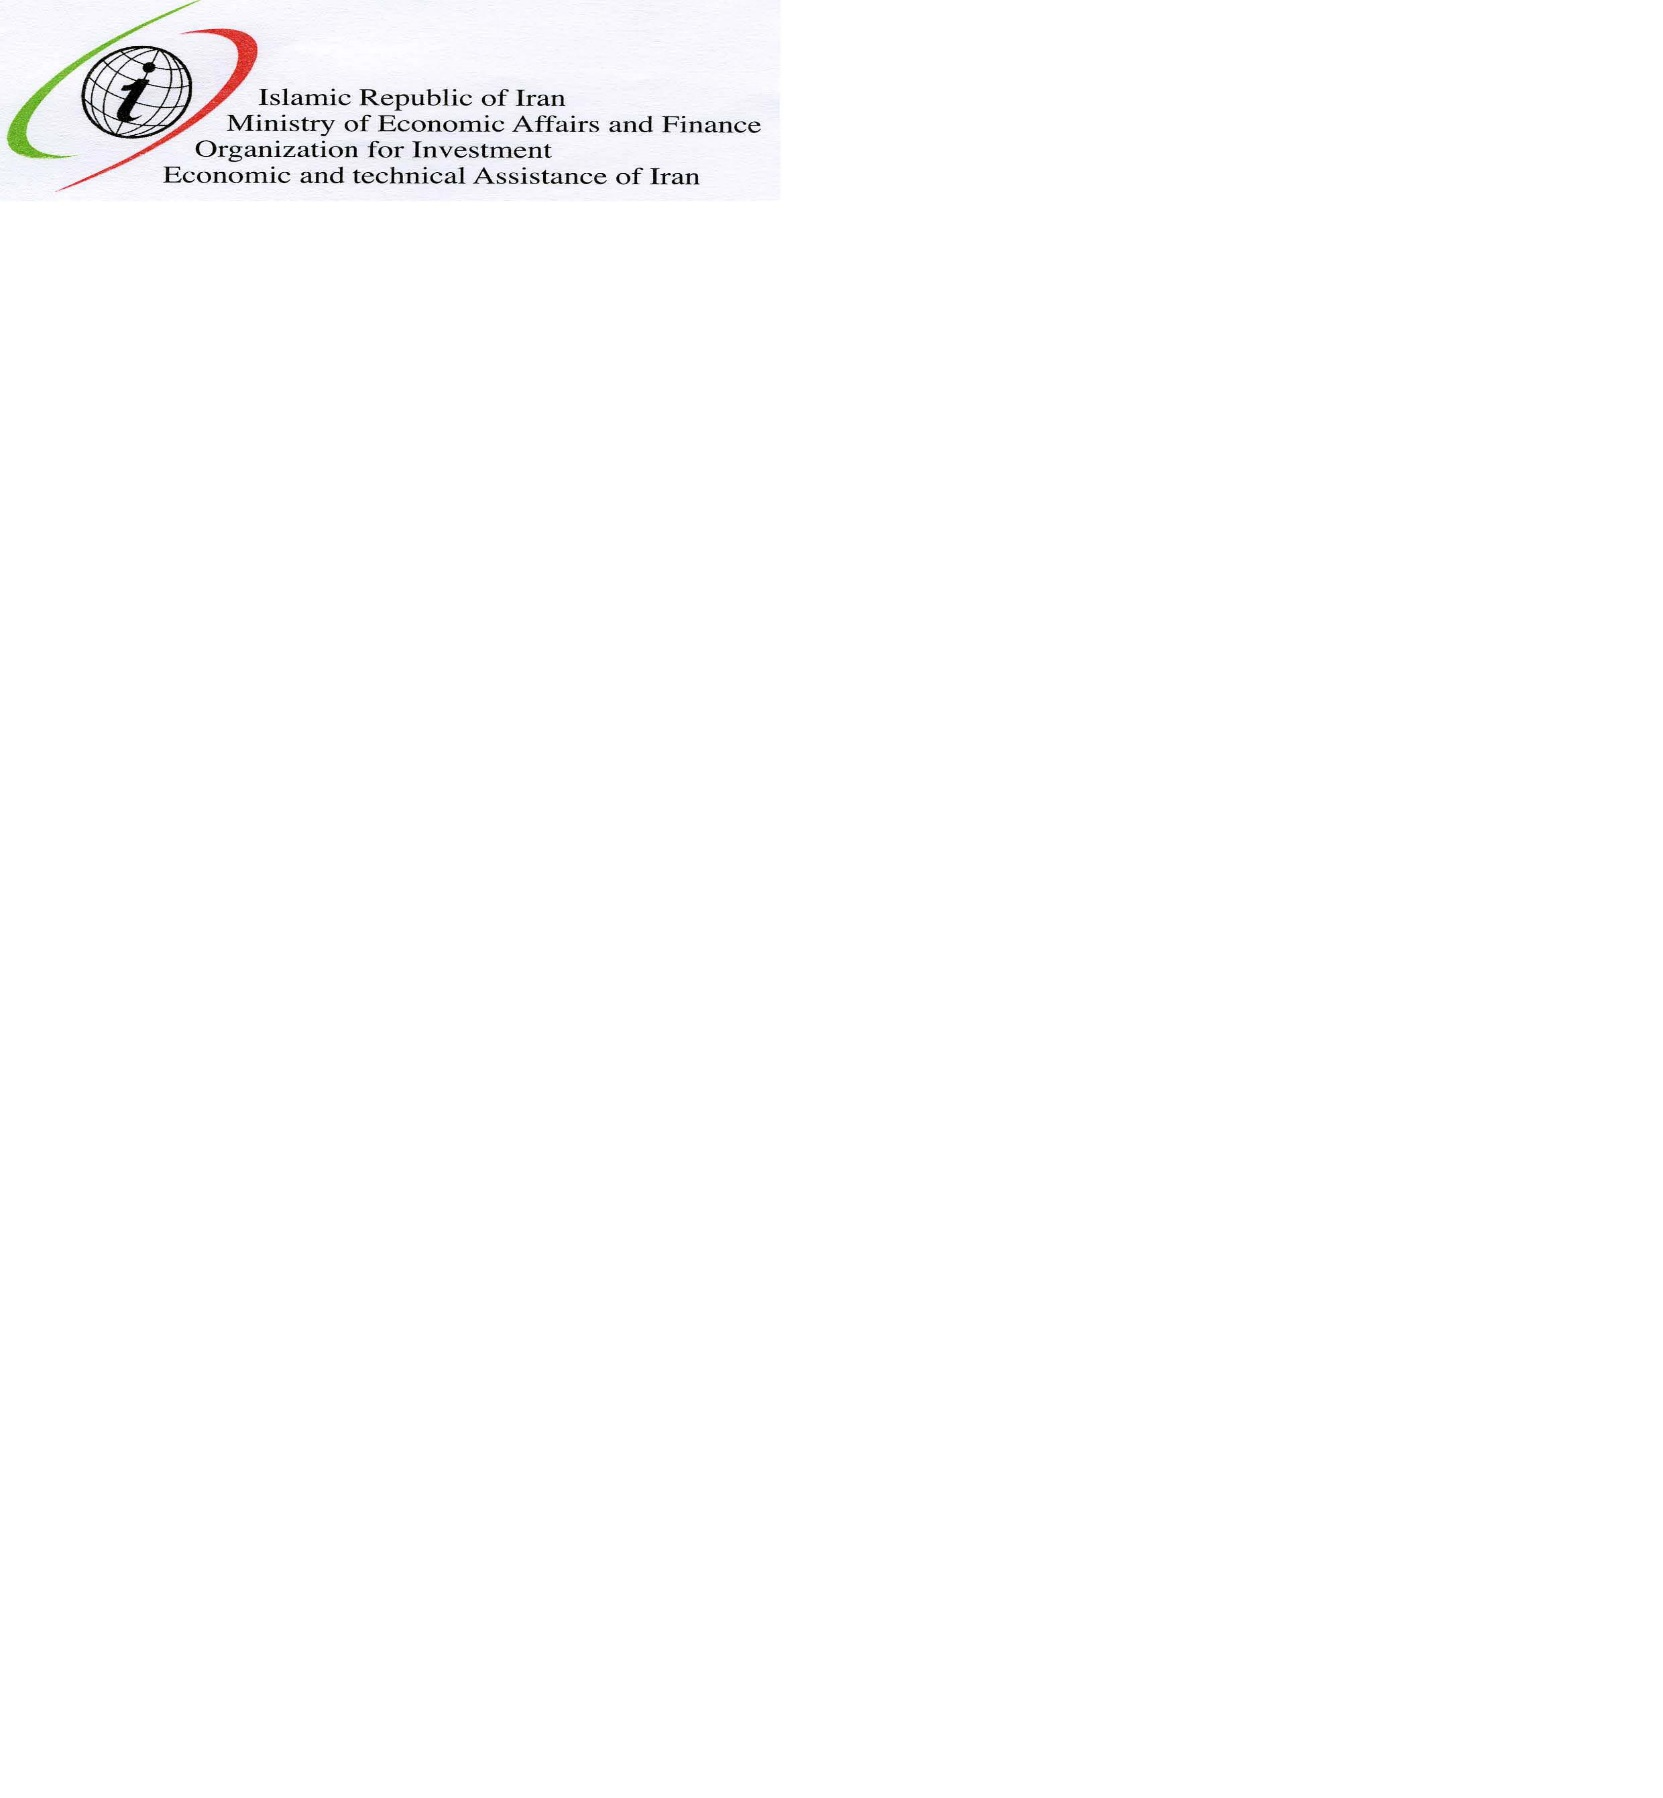 i
Islamic Republic of Iran
Ministry of Economic Affairs and Finance
Organization for Investment
Economic and technical Assistance of Iran